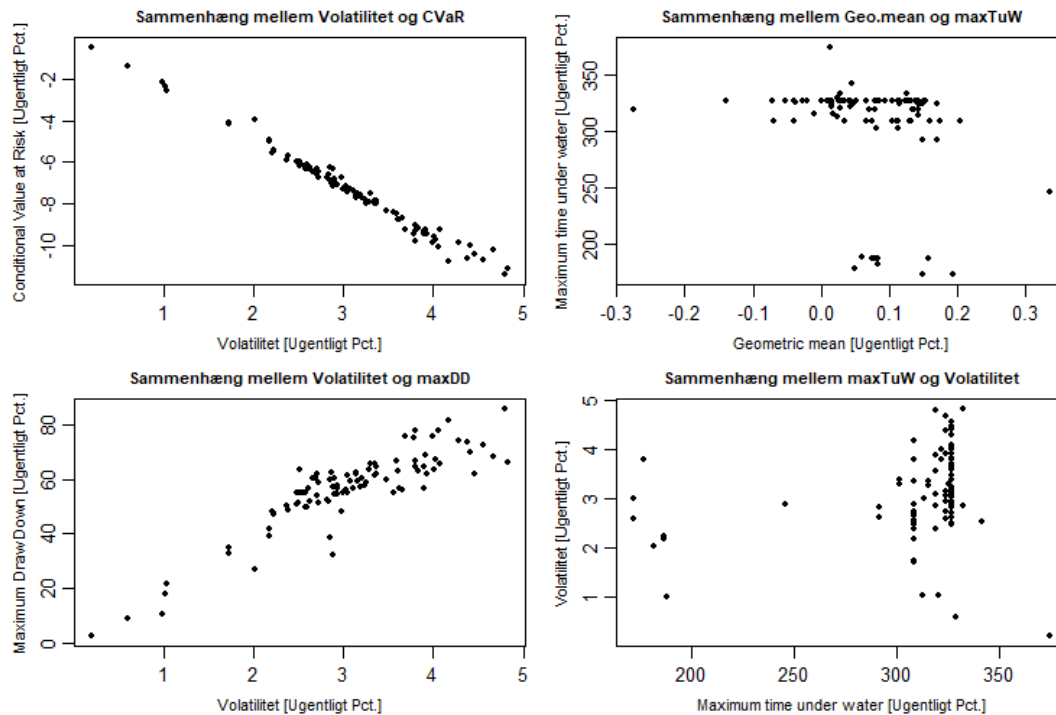 Sammenhæng mellem Volatilitet og CVaR
Conditional Value at Risk [Ugentligt Pct.]
-2
-4
-6
-8
-10
1 2 3 4 5
Volatilitet [Ugentligt Pct.]
Sammenhæng mellem Geo.mean og maxTuW
Maximum time under water [Ugentligt Pct.]
350
300
250
200
-0.3 -0.2 -0.1 0.0 0.1 0.2 0.3
Geometric mean [Ugentligt Pct.]
Sammenhæng mellem Volatilitet og maxDD
Maximum DrawDown [Ugentligt Pct.]
80
60
40
20
0
1 2 3 4 5
Volatilitet [Ugentligt Pct.]
Sammenhæng mellem maxTuW og Volatilitet
Volatilitet [Ugentligt Pct.]
5
4
3
2
1
200 250 300 350
Maximum time under water [Ugentligt Pct.]